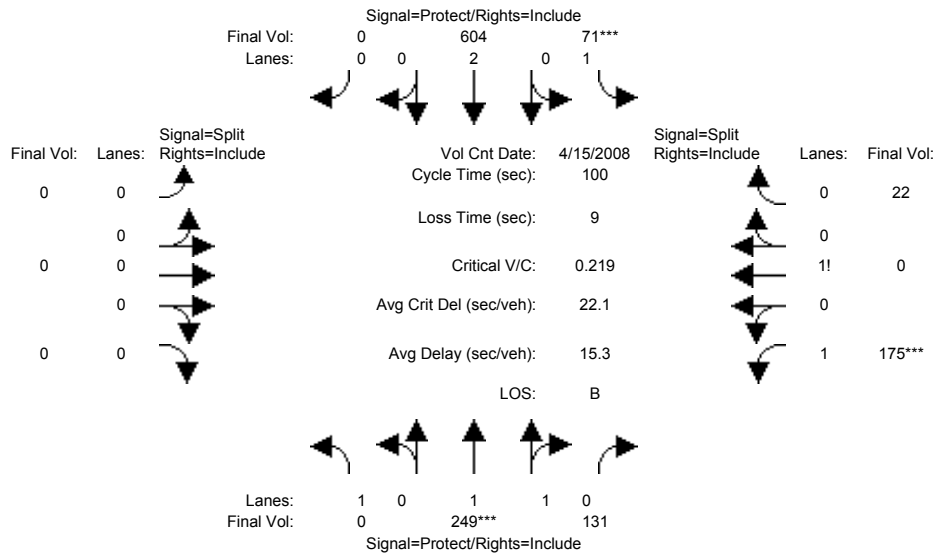 Signal=Protect/Rights=Include
Final Vol: 0 604 71***
Lanes: 0 0 2 0 1
Signal=Split Signal=Split
Final Vol: Lanes: Rights=Include Vol Cnt Date: 4/15/2008 Rights=Include Lanes: Final Vol:
Cycle Time (sec): 100
0 0 0 22
Loss Time (sec): 9
0 0
0 0 Critical V/C: 0.219 1! 0
0 Avg Crit Del (sec/veh): 22.1 0
0 0 Avg Delay (sec/veh): 15.3 1 175***
LOS: B
Lanes: 1 0 1 1 0
Final Vol: 0 249*** 131
Signal=Protect/Rights=Include